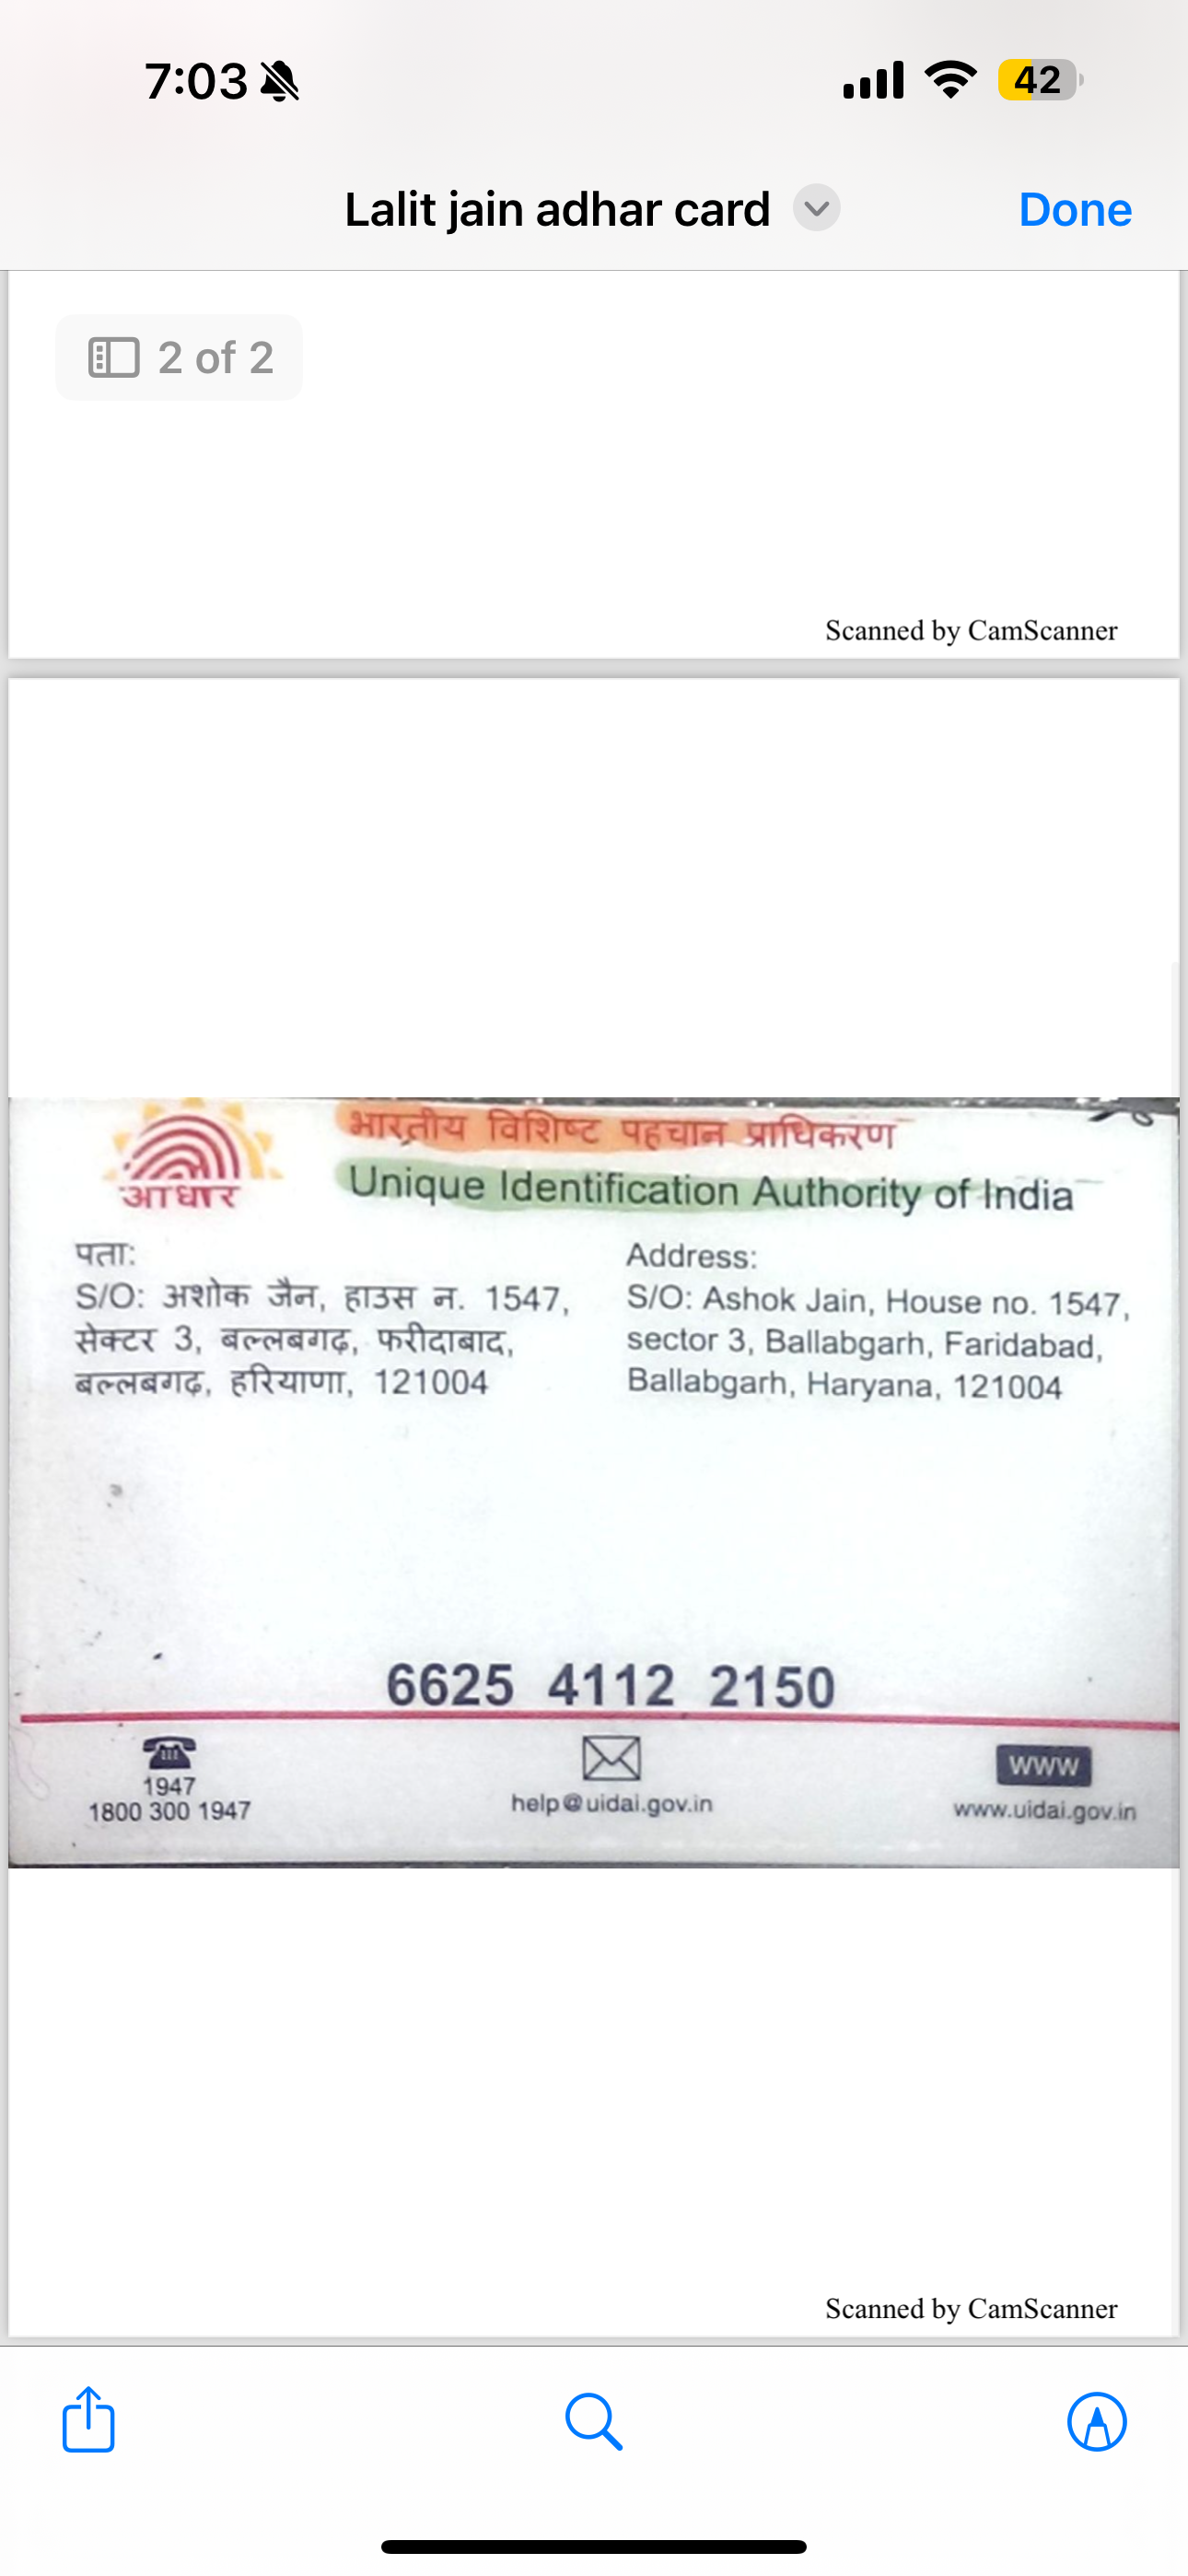 7:03
42
Lalit jain adhar card
Done
2 of 2
Scanned by CamScanner
आधार
भारतीय विशिष्ट पहचान प्राधिकरण
Unique Identification Authority of India
पता:
S/O: अशोक जैन, हाउस न. 1547,
सेक्टर 3, बल्लबगढ़, फरीदाबाद,
बल्लबगढ़, हरियाणा, 121004
Address:
S/O: Ashok Jain, House no. 1547,
sector 3, Ballabgarh, Faridabad,
Ballabgarh, Haryana, 121004
6625 4112 2150
1947
1800 300 1947
help@uidai.gov.in
www
www.uidai.gov.in
Scanned by CamScanner